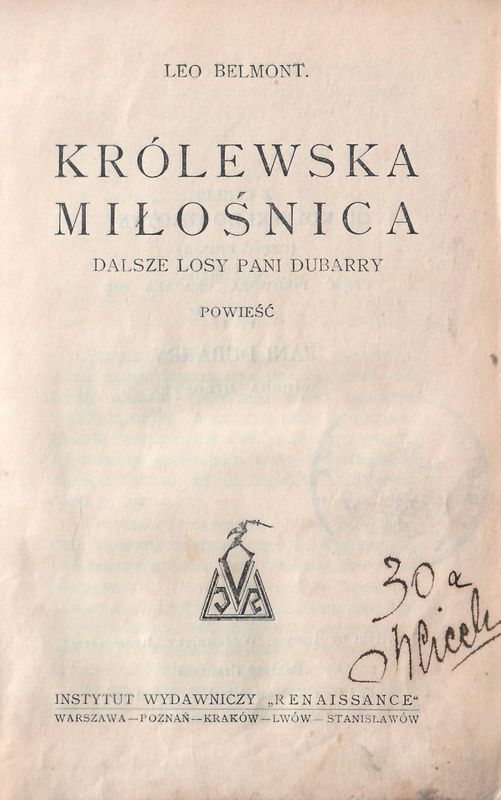 LEO BELMONT.
KRÓLEWSKA
MIŁOŚNICA
DALSZE LOSY PANI DUBARRY
POWIEŚĆ
30 a
INSTYTUT WYDAWNICZY „RENAISSANCE“
WARSZAWA—POZNAŃ—KRAKÓW—LWÓW—STANISŁAWÓW